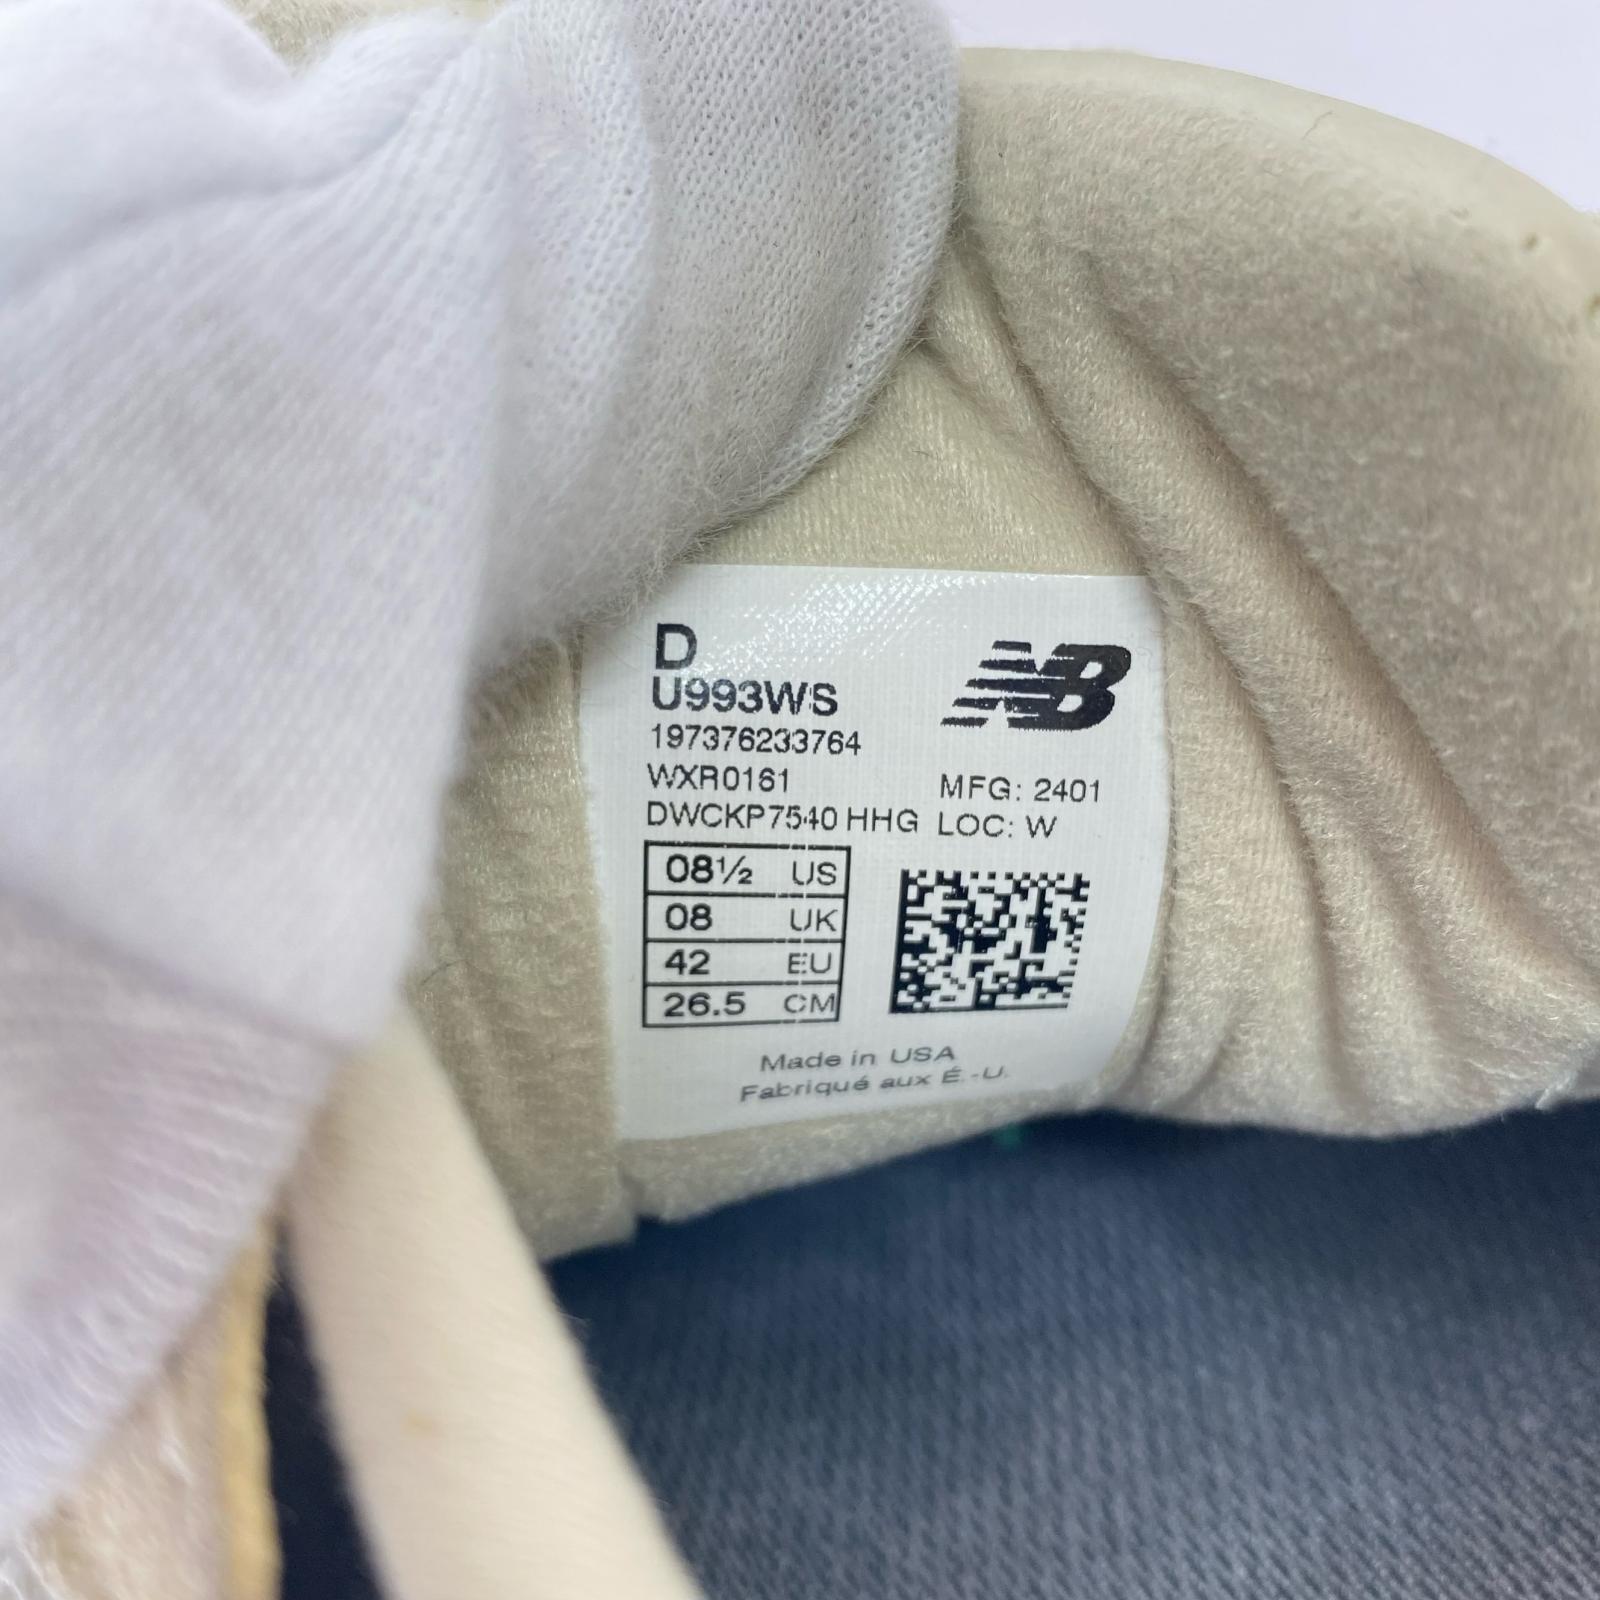 D
U993WS
197376233764
WXR0161
MFG: 2401
DWCKP7540 HHG LOC: W
08½ US
08 UK
42 EU
26.5 CM
Made in USA
Fabriqué aux É.-U.
NB